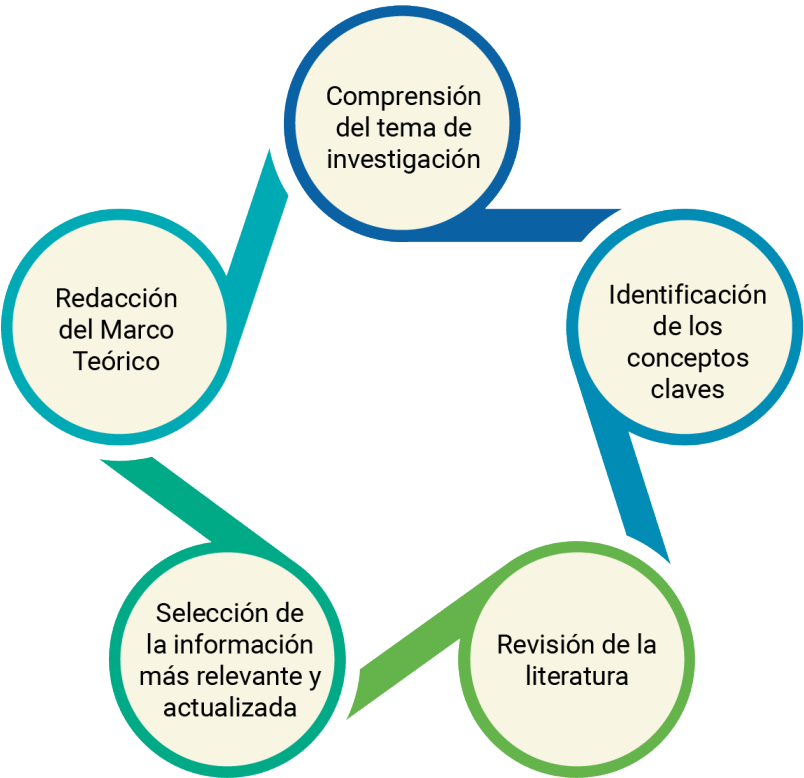 Comprensión
del tema de
investigación
Identificación
de los
conceptos
claves
Revisión de la
literatura
Selección de
la información
más relevante y
actualizada
Redacción
del Marco
Teórico